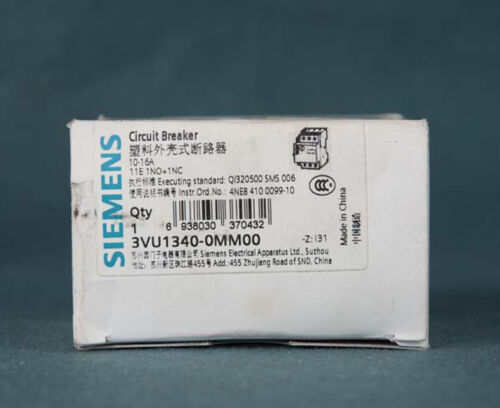 SIEMENS
Circuit Breaker
塑料外壳式断路器
10-16A
11E 1NO+1NC
执行标准 Executing standard: Q/320500 SMS 006
使用说明书编号 Instr.Ord.No.: 4NEB 410 0099-10
Qty
1
6 938030 370432
3VU1340-0MM00
-Z:131
苏州西门子电器有限公司 Siemens Electrical Apparatus Ltd., Suzhou
地址:苏州新区珠江路455号 Add.:455 Zhujiang Road of SND, China
CCC
Made in China
中国制造